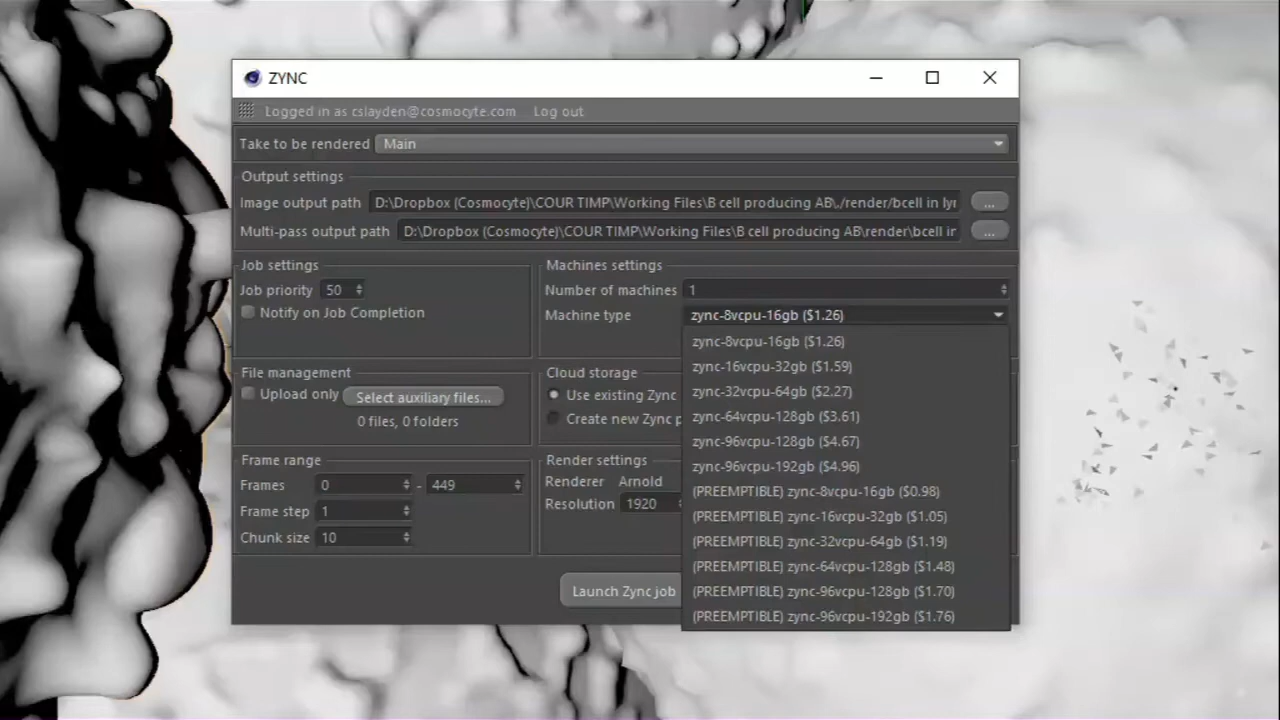 ZYNC
Logged in as cslayden@cosmocyte.com Log out
Take to be rendered Main
Output settings
Image output path D:\Dropbox (Cosmocyte)\COUR TIMP\Working Files\B cell producing AB\./render/bcell in lyr ...
Multi-pass output path D:\Dropbox (Cosmocyte)\COUR TIMP\Working Files\B cell producing AB\render\bcell in ...
Job settings
Job priority 50
Notify on Job Completion
Machines settings
Number of machines 1
Machine type zync-8vcpu-16gb ($1.26)
zync-8vcpu-16gb ($1.26)
zync-16vcpu-32gb ($1.59)
zync-32vcpu-64gb ($2.27)
zync-64vcpu-128gb ($3.61)
zync-96vcpu-128gb ($4.67)
zync-96vcpu-192gb ($4.96)
(PREEMPTIBLE) zync-8vcpu-16gb ($0.98)
(PREEMPTIBLE) zync-16vcpu-32gb ($1.05)
(PREEMPTIBLE) zync-32vcpu-64gb ($1.19)
(PREEMPTIBLE) zync-64vcpu-128gb ($1.48)
(PREEMPTIBLE) zync-96vcpu-128gb ($1.70)
(PREEMPTIBLE) zync-96vcpu-192gb ($1.76)
File management
Upload only Select auxiliary files...
0 files, 0 folders
Cloud storage
Use existing Zync
Create new Zync p
Frame range
Frames 0 - 449
Frame step 1
Chunk size 10
Render settings
Renderer Arnold
Resolution 1920
Launch Zync job